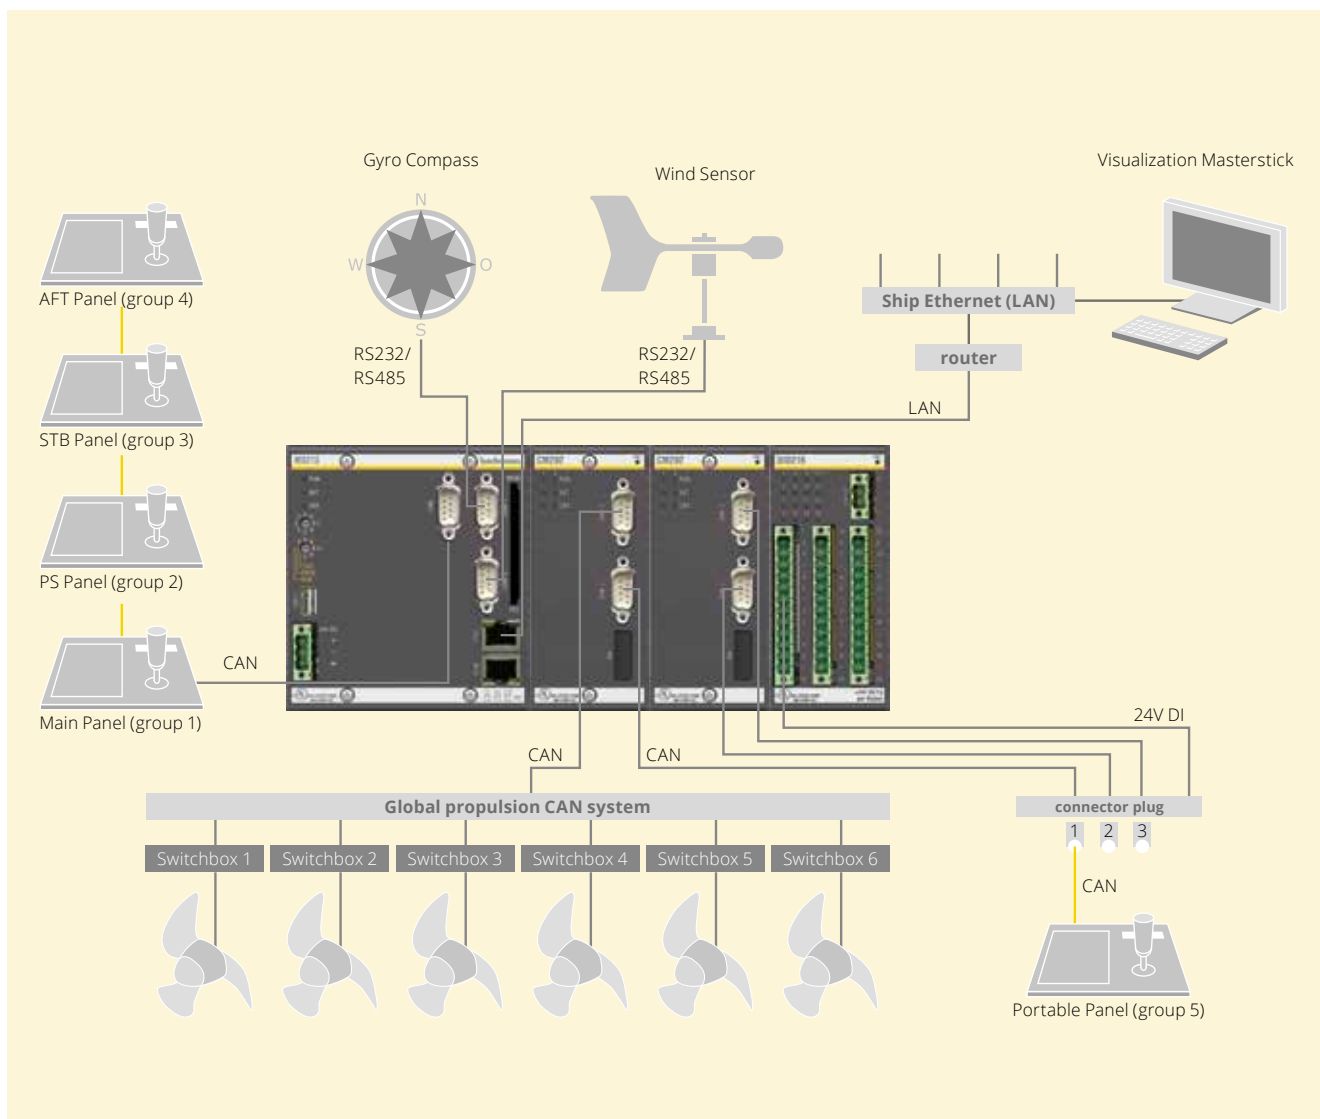 Gyro Compass
Wind Sensor
Visualization Masterstick
N
W
O
S
AFT Panel (group 4)
Ship Ethernet (LAN)
router
RS232/
RS485
RS232/
RS485
LAN
STB Panel (group 3)
PS Panel (group 2)
CAN
Main Panel (group 1)
24V DI
CAN
CAN
Global propulsion CAN system
connector plug
1
2
3
Switchbox 1
Switchbox 2
Switchbox 3
Switchbox 4
Switchbox 5
Switchbox 6
CAN
Portable Panel (group 5)